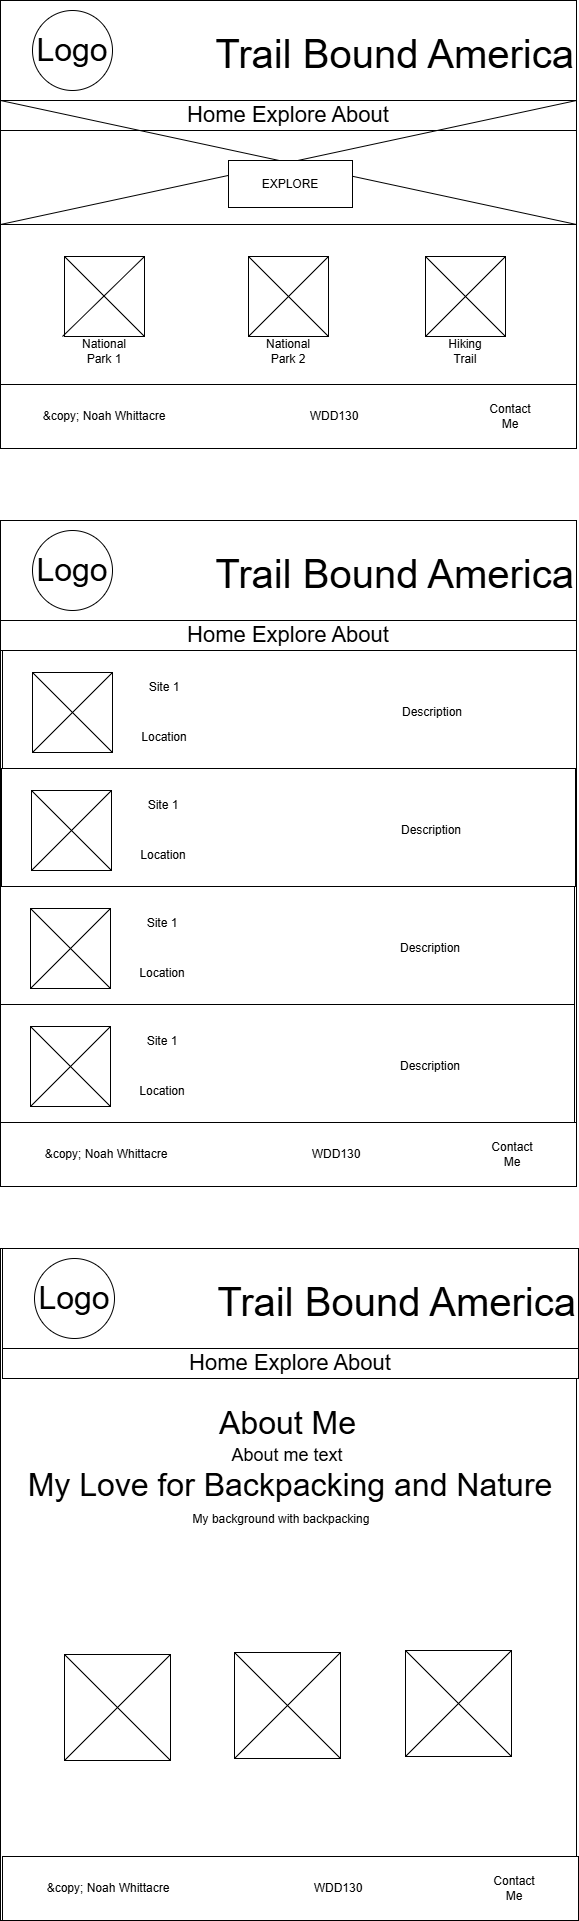 Logo
Trail Bound America
Home Explore About
EXPLORE
National
Park 1
National
Park 2
Hiking
Trail
&copy; Noah Whittacre
WDD130
Contact
Me
Logo
Trail Bound America
Home Explore About
Site 1
Location
Description
Site 1
Location
Description
Site 1
Location
Description
Site 1
Location
Description
&copy; Noah Whittacre
WDD130
Contact
Me
Logo
Trail Bound America
Home Explore About
About Me
About me text
My Love for Backpacking and Nature
My background with backpacking
&copy; Noah Whittacre
WDD130
Contact
Me